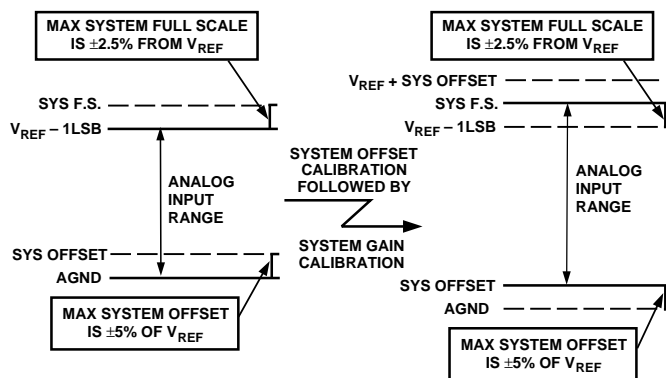 MAX SYSTEM FULL SCALE
IS ±2.5% FROM VREF
SYS F.S.
VREF – 1LSB
ANALOG
INPUT
RANGE
SYS OFFSET
AGND
MAX SYSTEM OFFSET
IS ±5% OF VREF
SYSTEM OFFSET
CALIBRATION
FOLLOWED BY
SYSTEM GAIN
CALIBRATION
MAX SYSTEM FULL SCALE
IS ±2.5% FROM VREF
VREF + SYS OFFSET
SYS F.S.
VREF – 1LSB
ANALOG
INPUT
RANGE
SYS OFFSET
AGND
MAX SYSTEM OFFSET
IS ±5% OF VREF